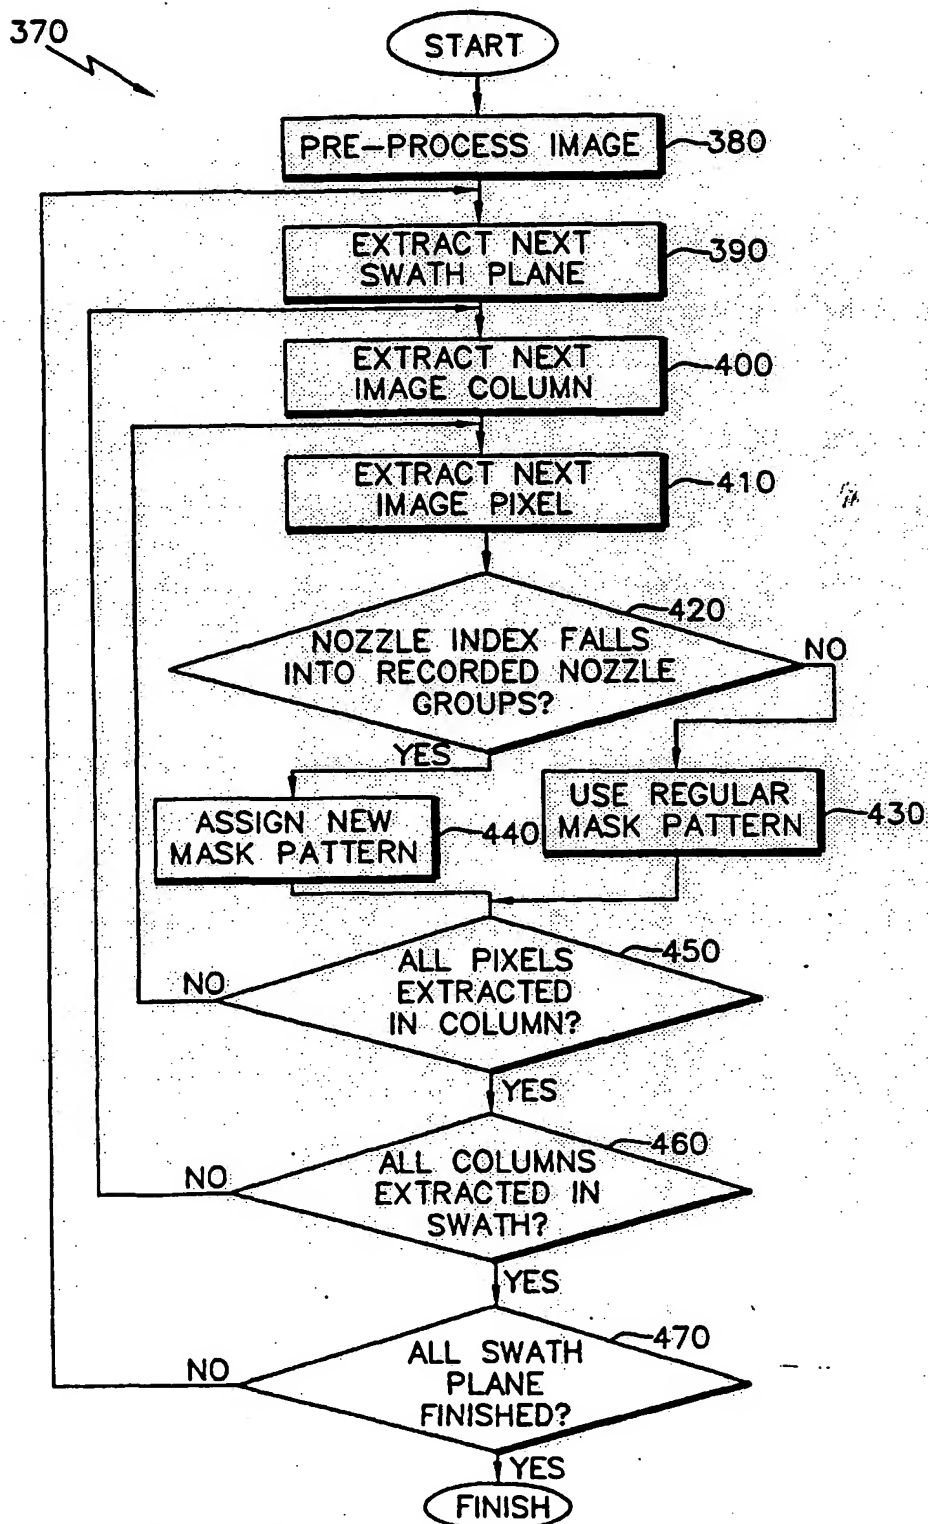 370
START
PRE-PROCESS IMAGE
380
EXTRACT NEXT
SWATH PLANE
390
EXTRACT NEXT
IMAGE COLUMN
400
EXTRACT NEXT
IMAGE PIXEL
410
420
NOZZLE INDEX FALLS
INTO RECORDED NOZZLE
GROUPS?
NO
YES
ASSIGN NEW
MASK PATTERN
440
USE REGULAR
MASK PATTERN
430
450
ALL PIXELS
EXTRACTED
IN COLUMN?
NO
YES
460
ALL COLUMNS
EXTRACTED IN
SWATH?
NO
YES
470
ALL SWATH
PLANE
FINISHED?
NO
YES
FINISH